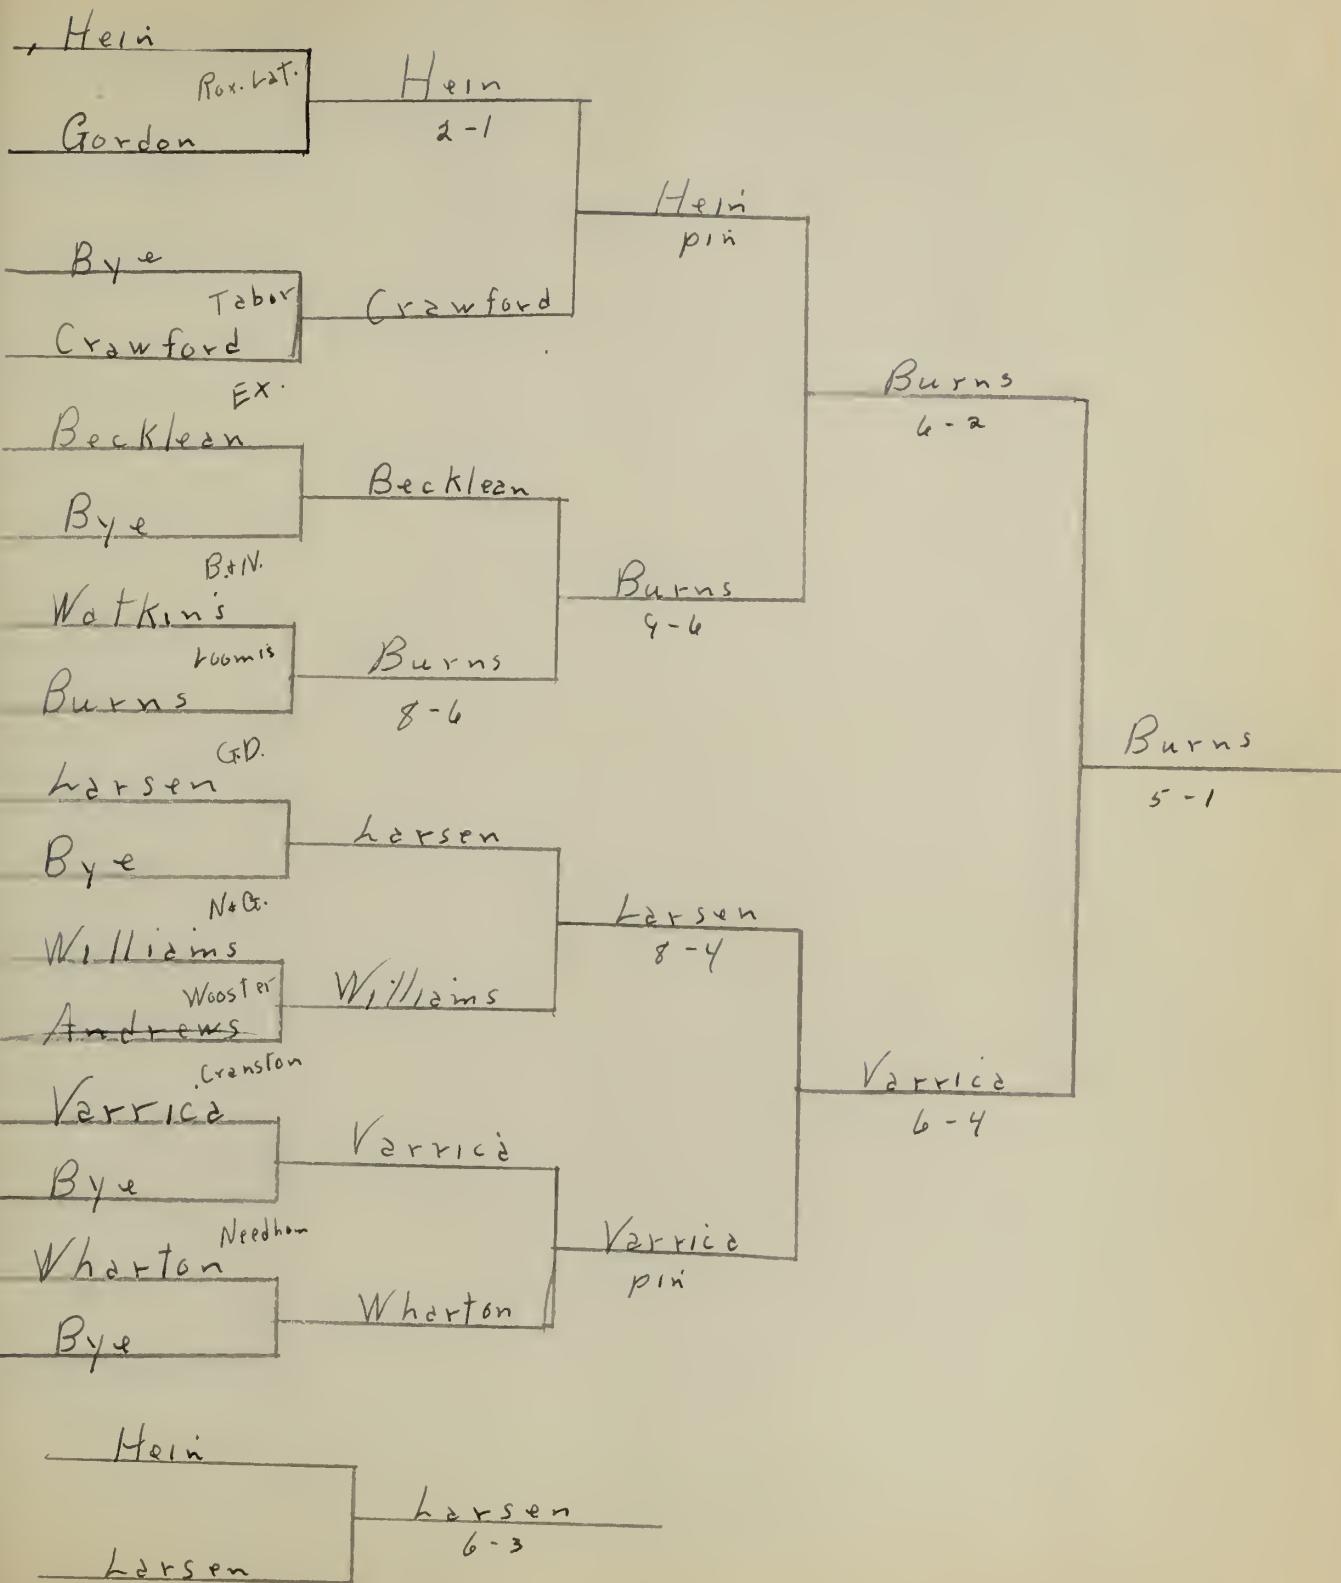 Hein
Rox. Lat.
Gordon
Hein
2-1
Bye
Tabor
Crawford
Crawford
Hein
pin
Ex.
Becklean
Bye
Becklean
B.&N.
Watkins
Loomis
Burns
Burns
8-6
Burns
9-6
Burns
6-2
G.D.
Larsen
Bye
Larsen
N&G.
Williams
Wooster
Andrews
Williams
Larsen
8-4
Cranston
Varrica
Bye
Varrica
Needham
Wharton
Bye
Wharton
Varrica
pin
Varrica
6-4
Burns
5-1
Hein
Larsen
Larsen
6-3